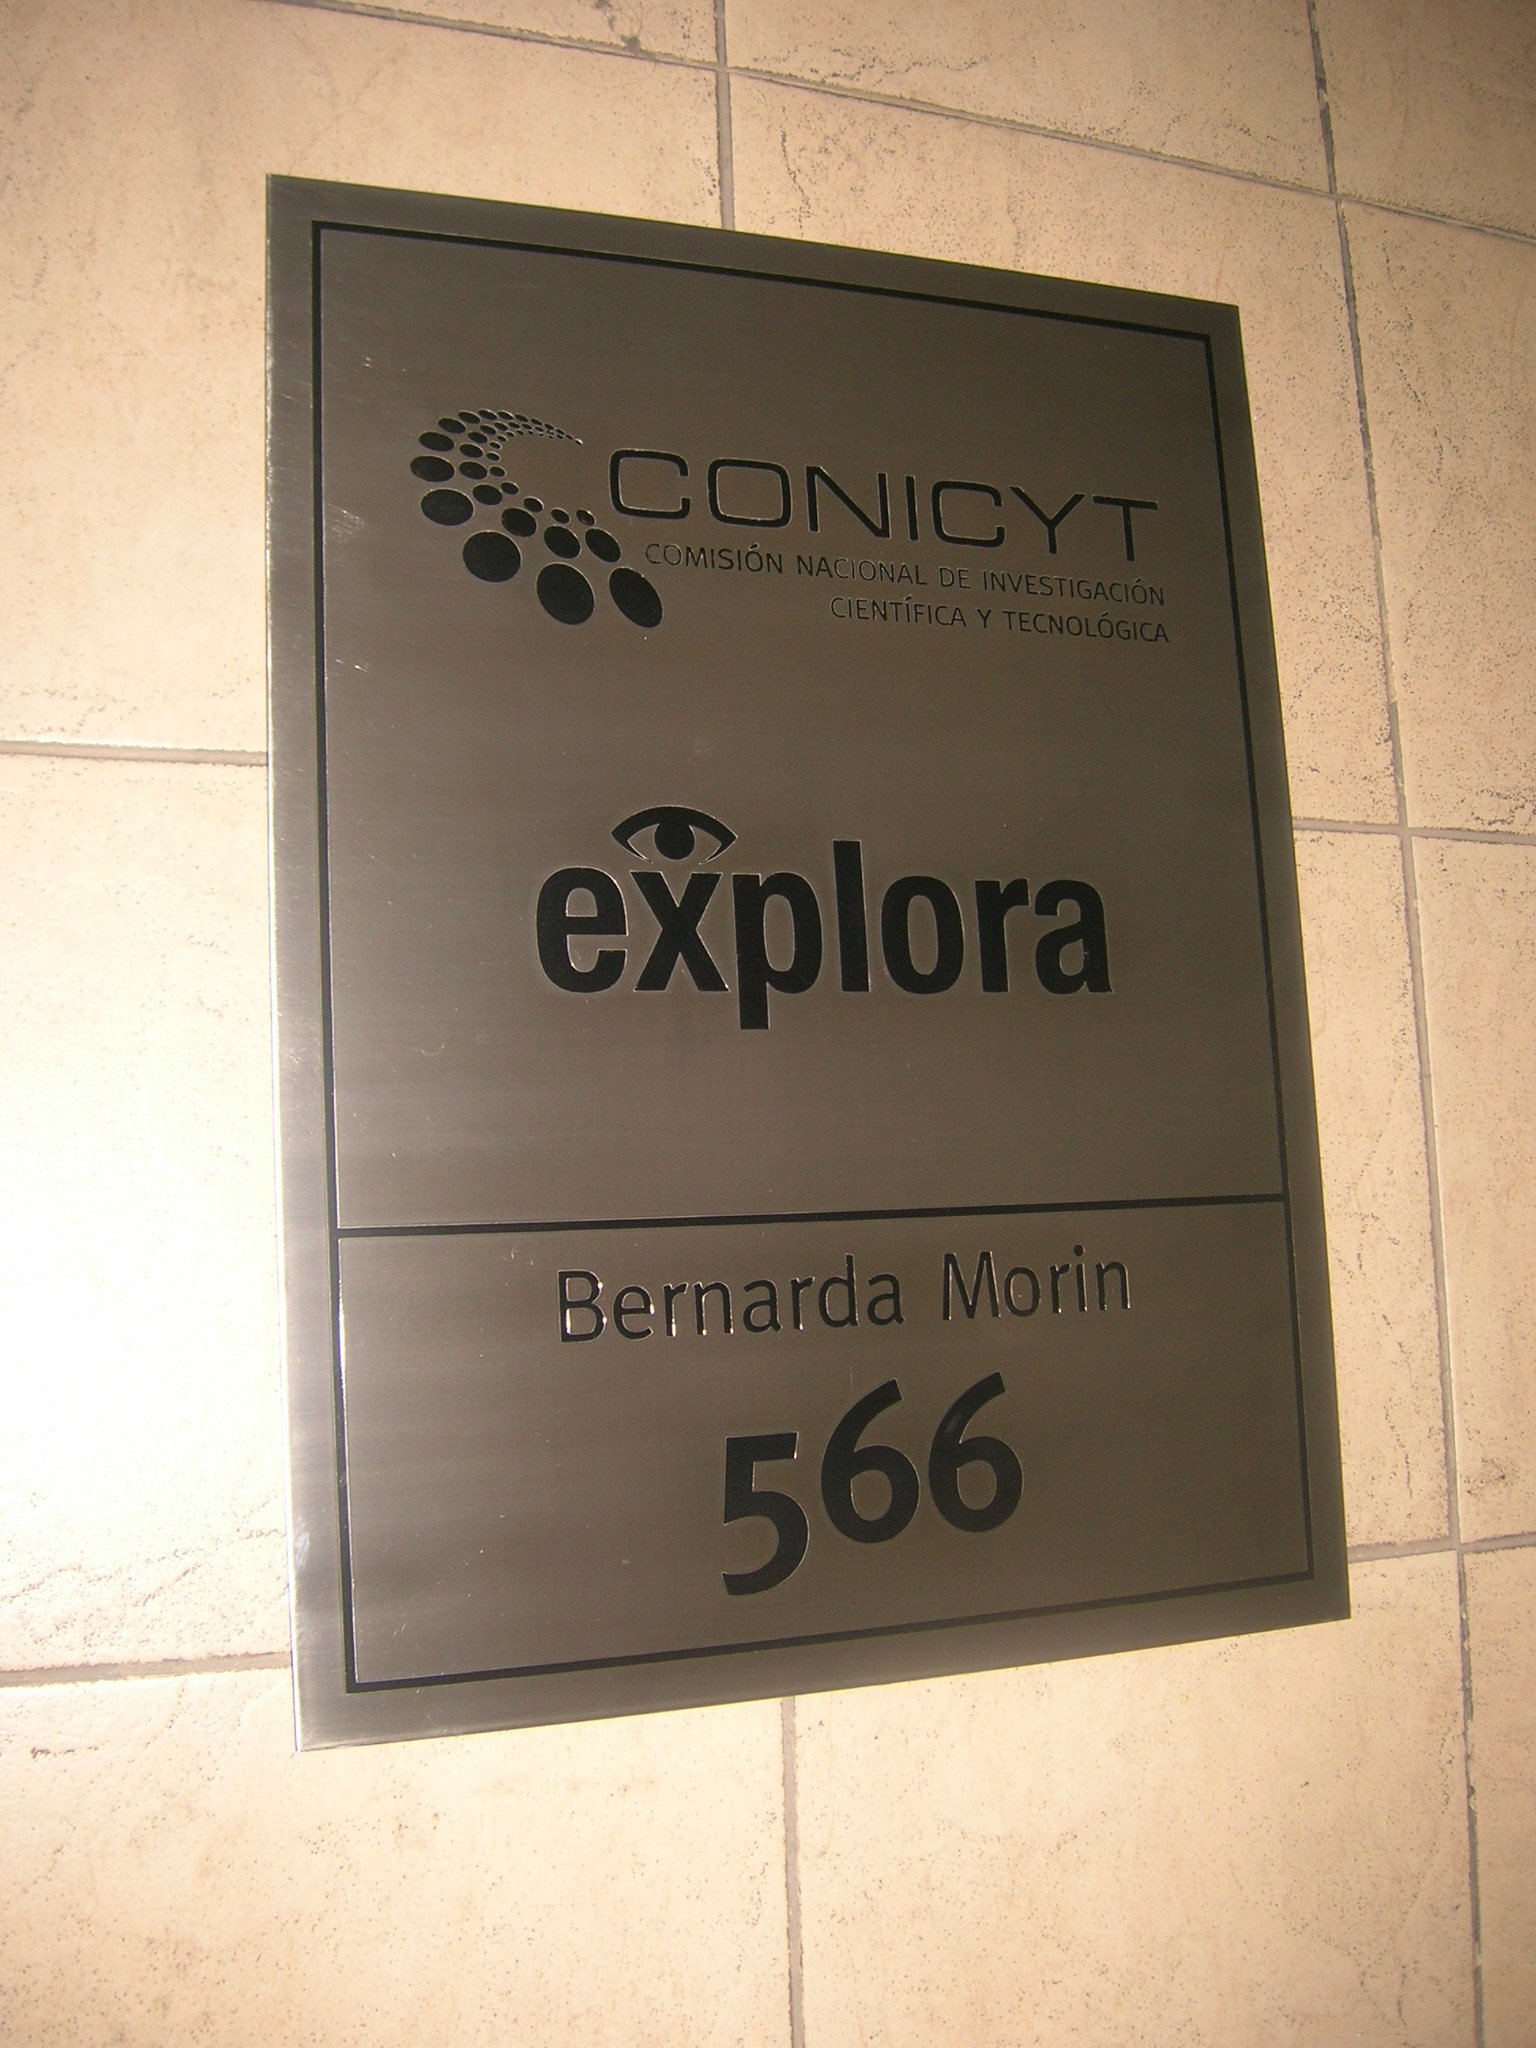 CONICYT
COMISIÓN NACIONAL DE INVESTIGACIÓN
CIENTÍFICA Y TECNOLÓGICA
explora
Bernarda Morin
566